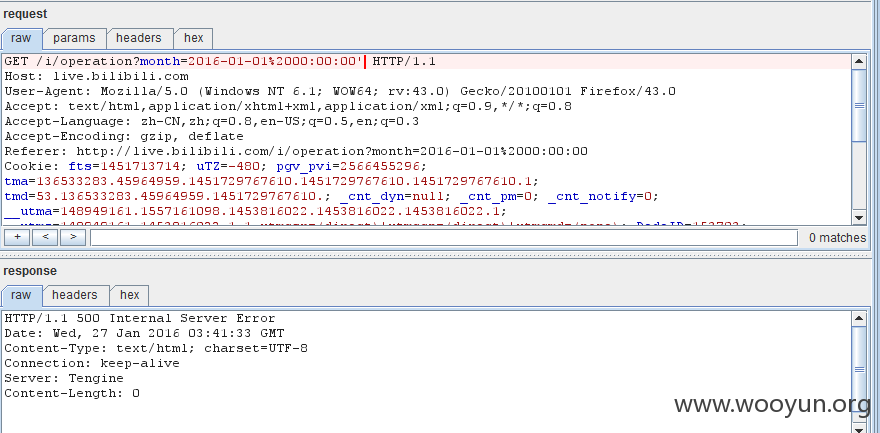 request
raw params headers hex
GET /i/operation?month=2016-01-01%2000:00:00' HTTP/1.1
Host: live.bilibili.com
User-Agent: Mozilla/5.0 (Windows NT 6.1; WOW64; rv:43.0) Gecko/20100101 Firefox/43.0
Accept: text/html,application/xhtml+xml,application/xml;q=0.9,*/*;q=0.8
Accept-Language: zh-CN,zh;q=0.8,en-US;q=0.5,en;q=0.3
Accept-Encoding: gzip, deflate
Referer: http://live.bilibili.com/i/operation?month=2016-01-01%2000:00:00
Cookie: fts=1451713714; uTZ=-480; pgv_pvi=2566455296;
tma=136533283.45964959.1451729767610.1451729767610.1451729767610.1;
tmd=53.136533283.45964959.1451729767610.; _cnt_dyn=null; _cnt_pm=0; _cnt_notify=0;
__utma=148949161.1557161098.1453816022.1453816022.1453816022.1;
+ < > 0 matches
response
raw headers hex
HTTP/1.1 500 Internal Server Error
Date: Wed, 27 Jan 2016 03:41:33 GMT
Content-Type: text/html; charset=UTF-8
Connection: keep-alive
Server: Tengine
Content-Length: 0
www.wooyun.org